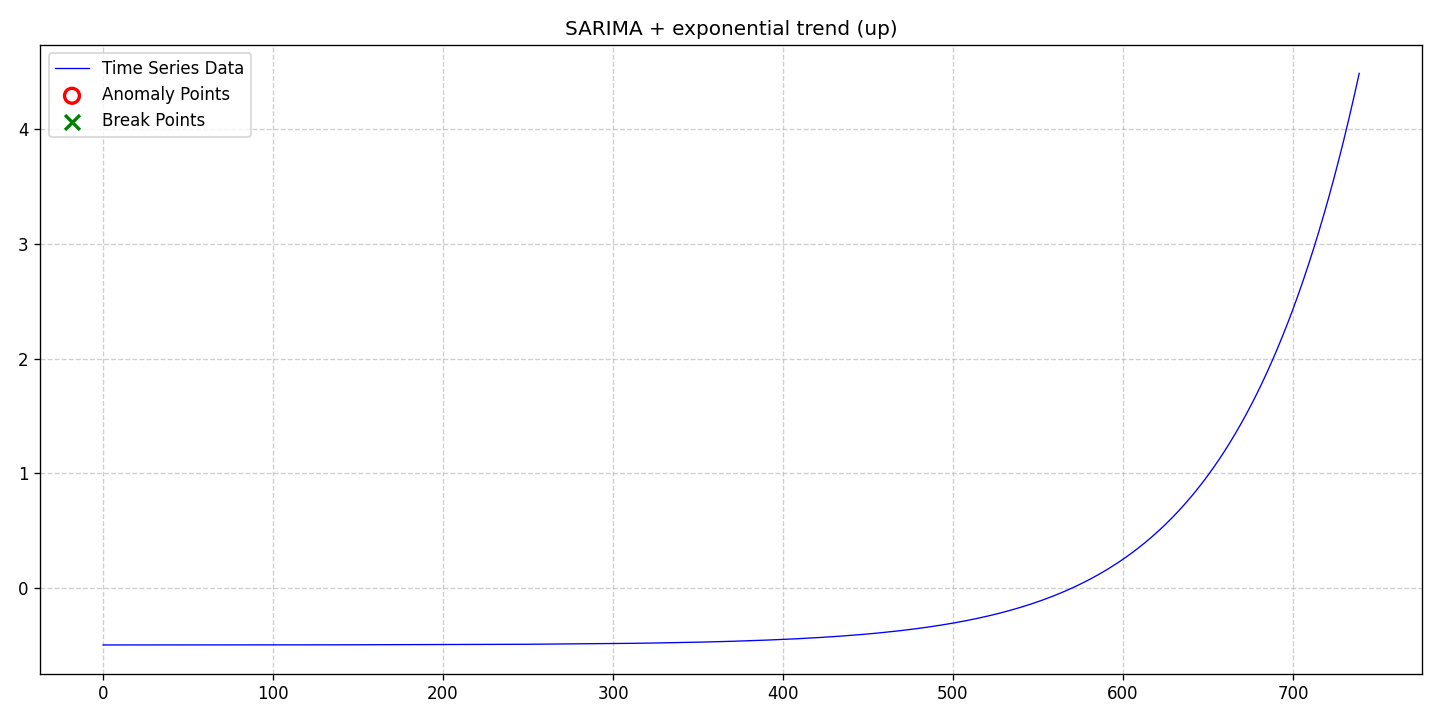 SARIMA + exponential trend (up)
Time Series Data
Anomaly Points
Break Points
4
3
2
1
0
0 100 200 300 400 500 600 700